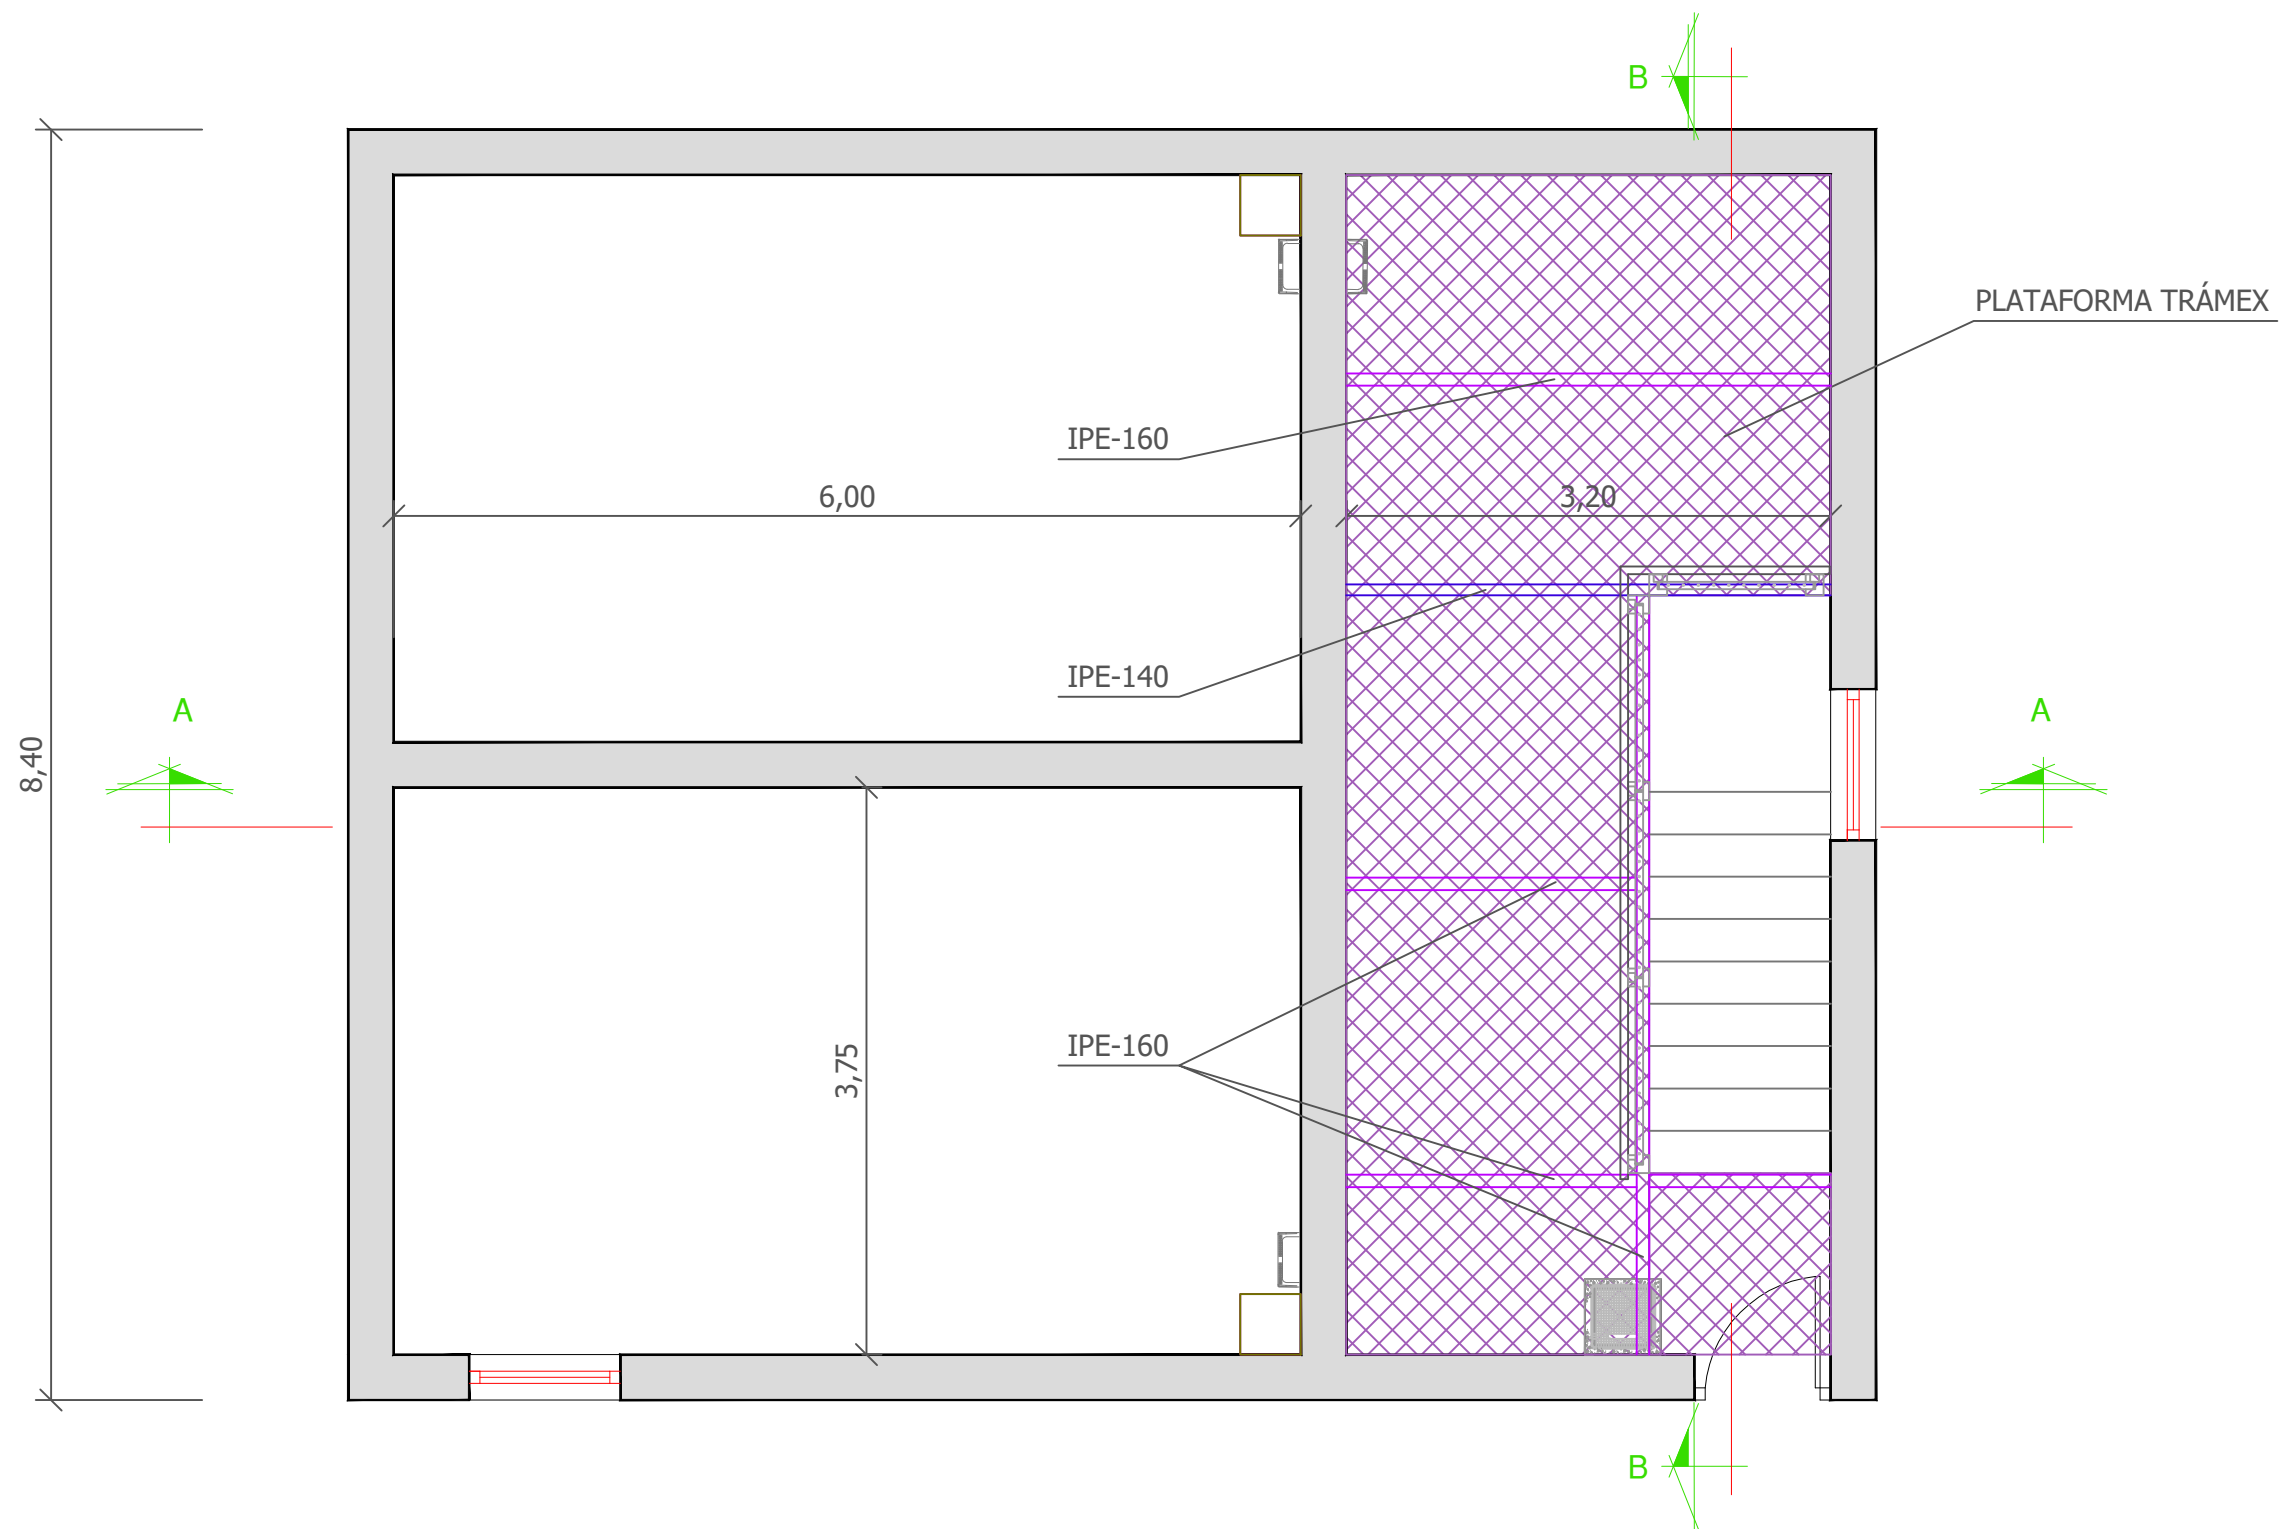 B
PLATAFORMA TRÁMEX
IPE-160
6,00
3,20
IPE-140
A
A
8,40
IPE-160
3,75
B